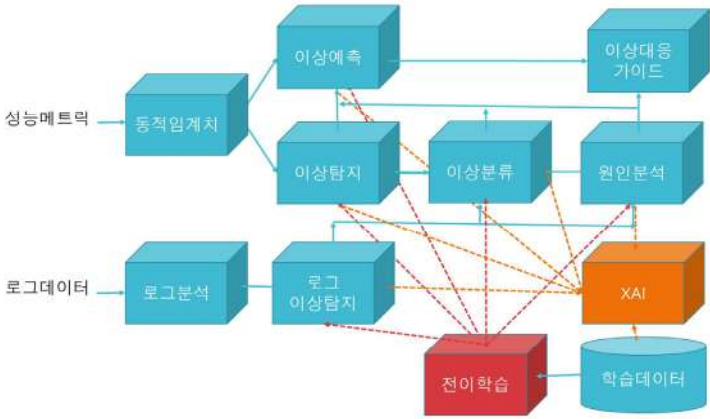 이상예측
이상대응
가이드
성능메트릭
동적임계치
이상탐지
이상분류
원인분석
로그데이터
로그분석
로그
이상탐지
XAI
전이학습
학습데이터